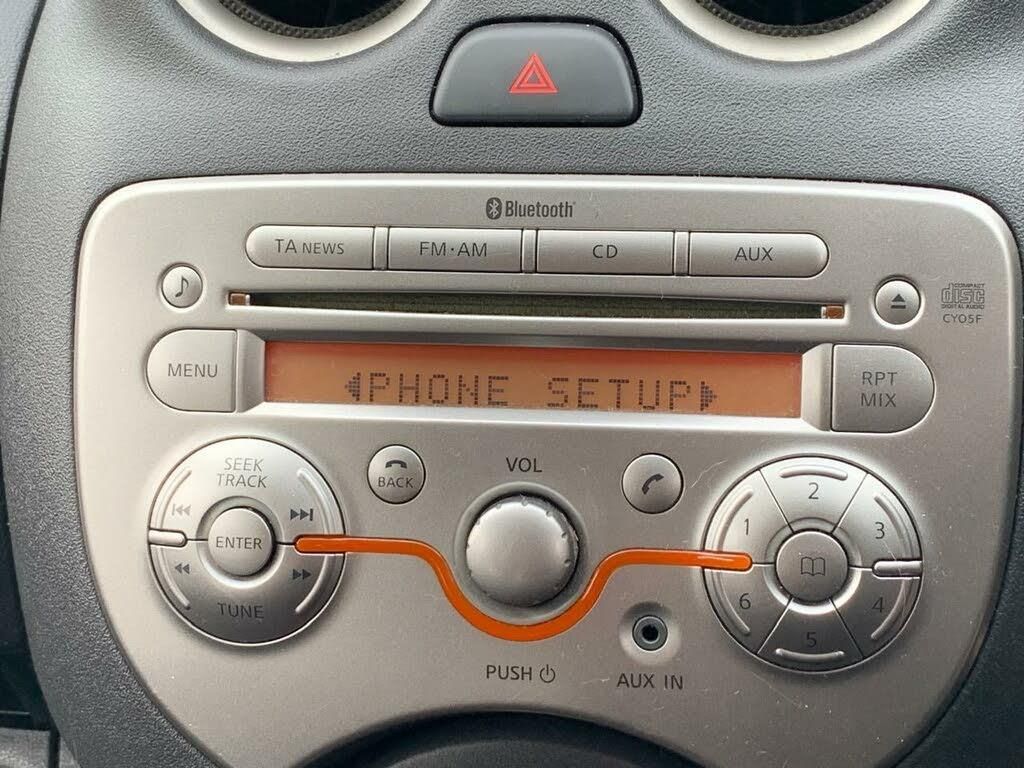 Bluetooth
TA NEWS
FM·AM
CD
AUX
COMPACT
disc
DIGITAL AUDIO
CY05F
MENU
PHONE SETUP
RPT
MIX
SEEK
TRACK
ENTER
TUNE
BACK
VOL
1
2
3
4
5
6
PUSH
AUX IN